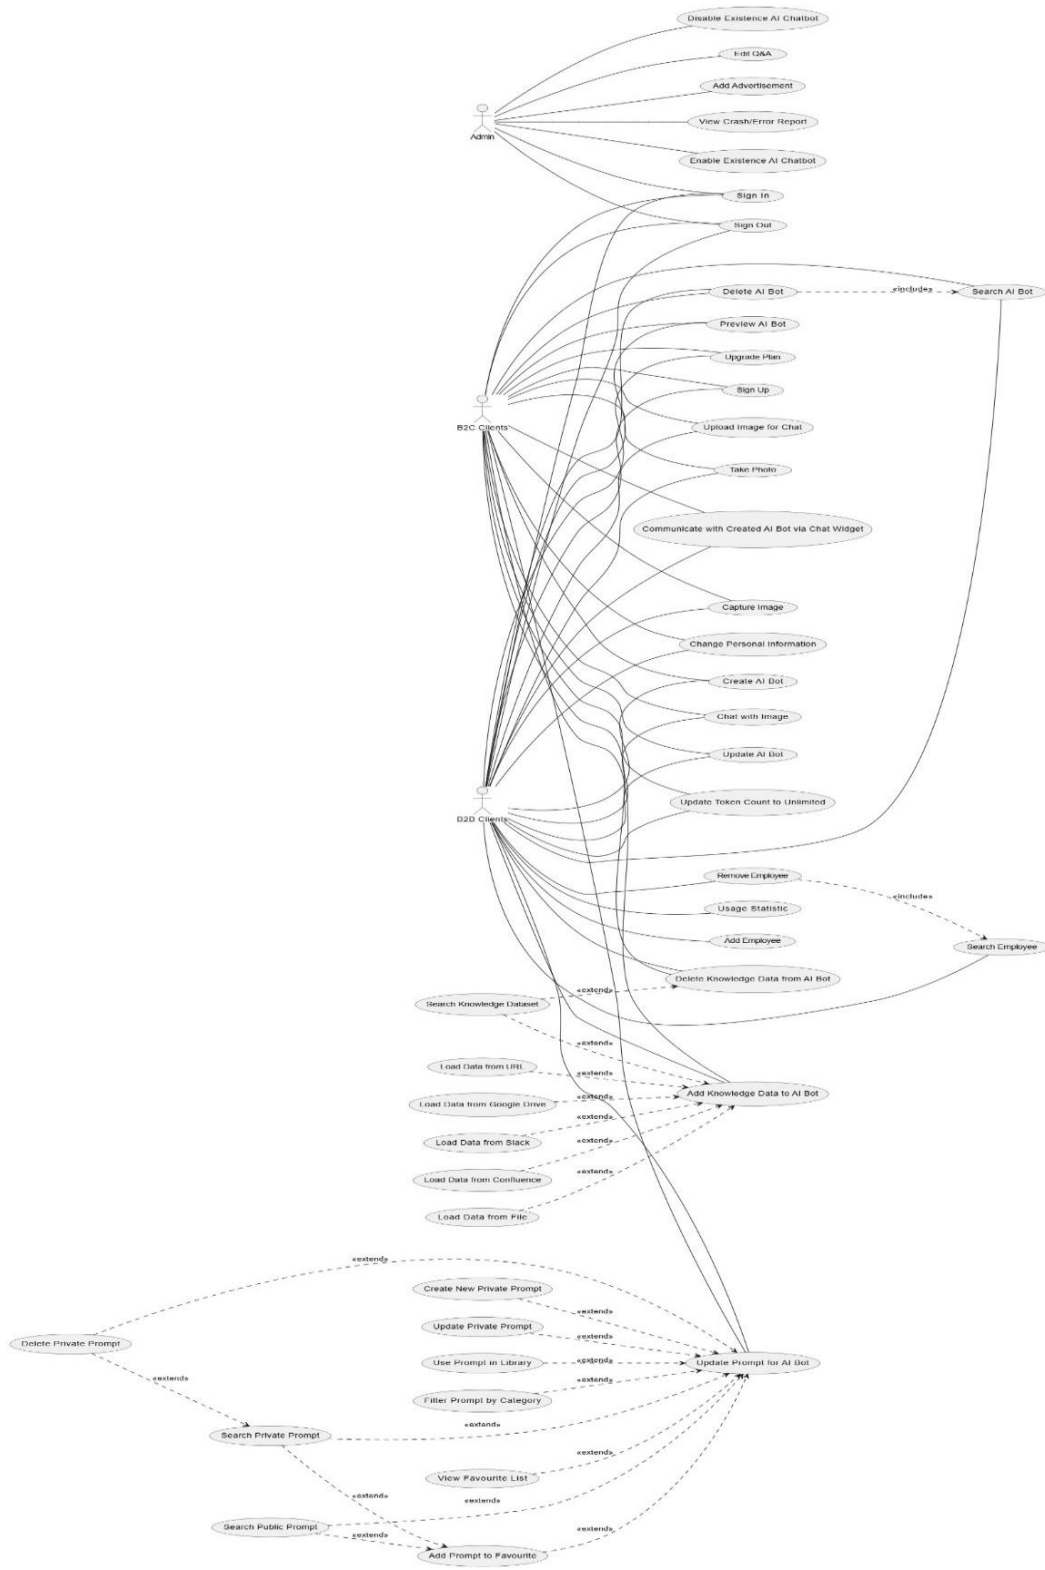 Disable Existence AI Chatbot
Edit Q&A
Add Advertisement
Admin
View Crash/Error Report
Enable Existence AI Chatbot
Sign In
Sign Out
Delete AI Bot
«include»
Search AI Bot
Preview AI Bot
Upgrade Plan
Sign Up
B2C Clients
Upload Image for Chat
Take Photo
Communicate with Created AI Bot via Chat Widget
Capture Image
Change Personal Information
Create AI Bot
Chat with Image
Update AI Bot
Update Token Count to Unlimited
B2B Clients
Remove Employee
«include»
Usage Statistic
Add Employee
Search Employee
Delete Knowledge Data from AI Bot
«extend»
Search Knowledge Dataset
«extend»
Load Data from URL
«extend»
Add Knowledge Data to AI Bot
Load Data from Google Drive
«extend»
Load Data from Slack
«extend»
«extend»
Load Data from Confluence
«extend»
Load Data from File
«extend»
Create New Private Prompt
«extend»
Update Private Prompt
«extend»
Delete Private Prompt
Use Prompt in Library
«extend»
Update Prompt for AI Bot
«extend»
Filter Prompt by Category
«extend»
Search Private Prompt
«extend»
View Favourite List
«extend»
«extend»
«extend»
Search Public Prompt
«extend»
«extend»
Add Prompt to Favourite